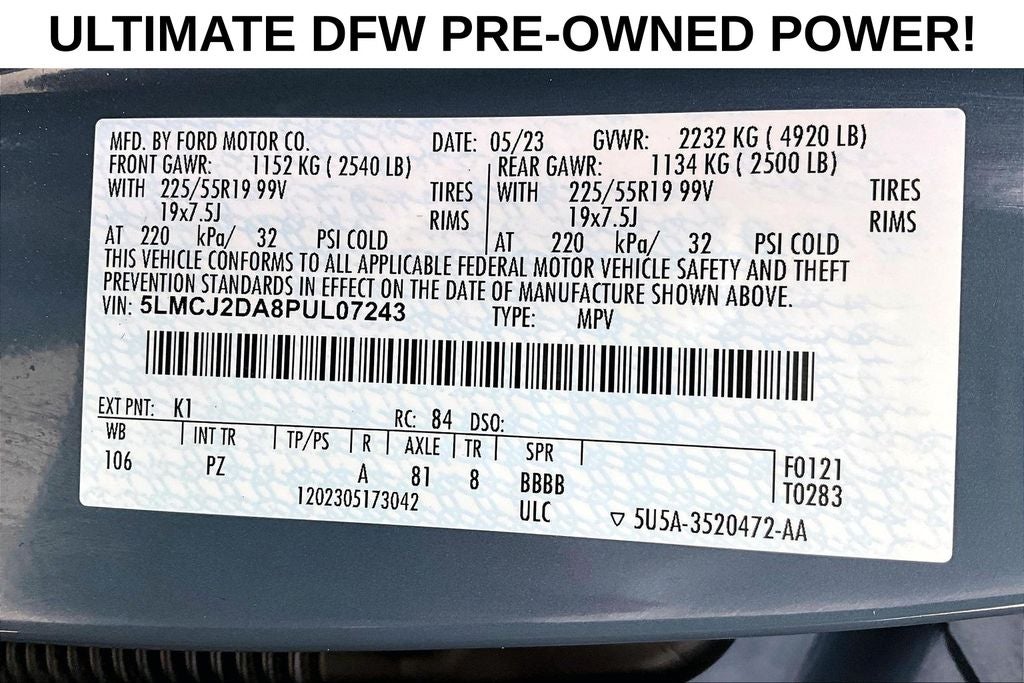 ULTIMATE DFW PRE-OWNED POWER!
MFD. BY FORD MOTOR CO. DATE: 05/23 GVWR: 2232 KG ( 4920 LB)
FRONT GAWR: 1152 KG ( 2540 LB) REAR GAWR: 1134 KG ( 2500 LB)
WITH 225/55R19 99V TIRES WITH 225/55R19 99V TIRES
19x7.5J RIMS 19x7.5J RIMS
AT 220 kPa/ 32 PSI COLD AT 220 kPa/ 32 PSI COLD
THIS VEHICLE CONFORMS TO ALL APPLICABLE FEDERAL MOTOR VEHICLE SAFETY AND THEFT
PREVENTION STANDARDS IN EFFECT ON THE DATE OF MANUFACTURE SHOWN ABOVE.
VIN: 5LMCJ2DA8PUL07243 TYPE: MPV
EXT PNT: K1 RC: 84 DSO:
WB INT TR TP/PS R AXLE TR SPR
106 PZ A 81 8 BBBB F0121
1202305173042 ULC T0283
5U5A-3520472-AA